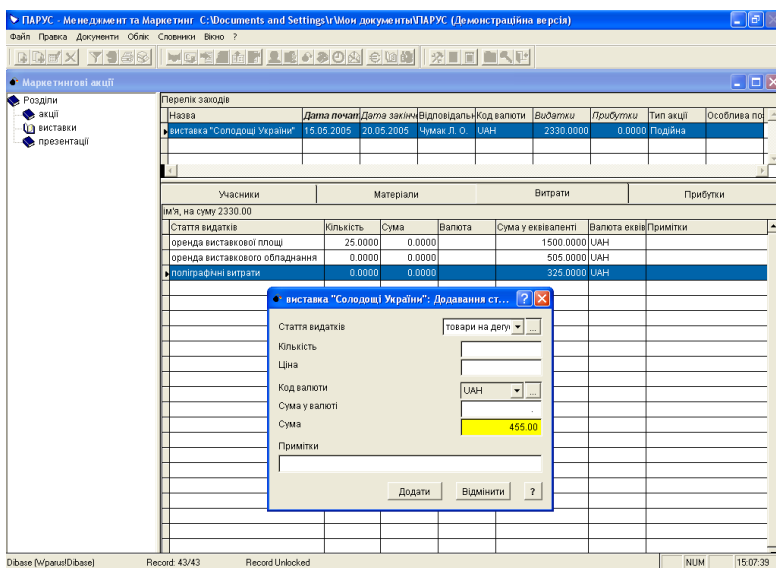 ПАРУС - Менеджмент та Маркетинг C:\Documents and Settings\r\Мои документы\ПАРУС (Демонстраційна версія)
Файл Правка Документи Облік Словники Вікно ?
Маркетингові акції
Розділи
акції
виставки
презентації
Перелік заходів
Назва Дата почат Дата закінч Відповідальн Код валюти Видатки Прибутки Тип акції Особлива по
виставка "Солодощі України" 15.05.2005 20.05.2005 Чумак Л. О. UAH 2330.0000 0.0000 Подійна
Учасники Матеріали Витрати Прибутки
ім'я, на суму 2330.00
Стаття видатків Кількість Сума Валюта Сума у еквіваленті Валюта еквів Примітки
оренда виставкової площі 25.0000 0.0000 1500.0000 UAH
оренда виставкового обладнання 0.0000 0.0000 505.0000 UAH
поліграфічні витрати 0.0000 0.0000 325.0000 UAH
виставка "Солодощі України": Додавання ст...
Стаття видатків товари на дегу ...
Кількість
Ціна
Код валюти UAH ...
Сума у валюті .
Сума 455.00
Примітки
Додати Відмінити ?
Dibase (Wparus!Dibase) Record: 43/43 Record Unlocked NUM 15:07:39